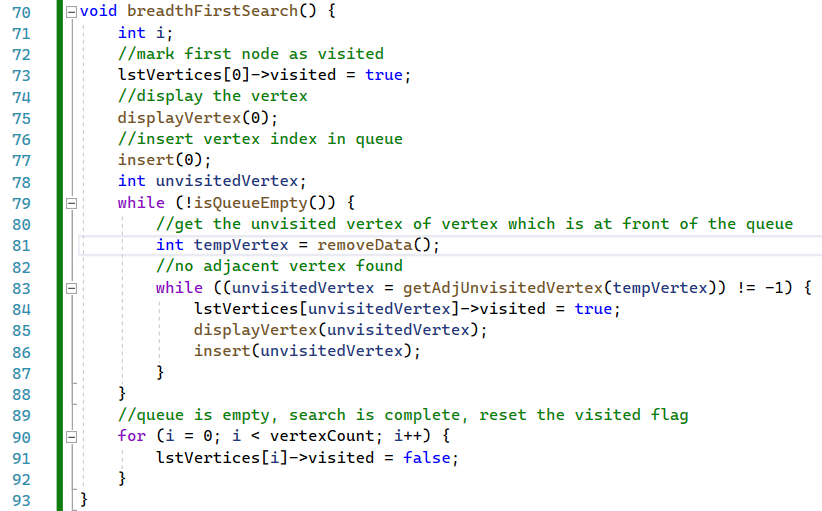 70 void breadthFirstSearch() {
71 int i;
72 //mark first node as visited
73 lstVertices[0]->visited = true;
74 //display the vertex
75 displayVertex(0);
76 //insert vertex index in queue
77 insert(0);
78 int unvisitedVertex;
79 while (!isQueueEmpty()) {
80 //get the unvisited vertex of vertex which is at front of the queue
81 int tempVertex = removeData();
82 //no adjacent vertex found
83 while ((unvisitedVertex = getAdjUnvisitedVertex(tempVertex)) != -1) {
84 lstVertices[unvisitedVertex]->visited = true;
85 displayVertex(unvisitedVertex);
86 insert(unvisitedVertex);
87 }
88 }
89 //queue is empty, search is complete, reset the visited flag
90 for (i = 0; i < vertexCount; i++) {
91 lstVertices[i]->visited = false;
92 }
93 }